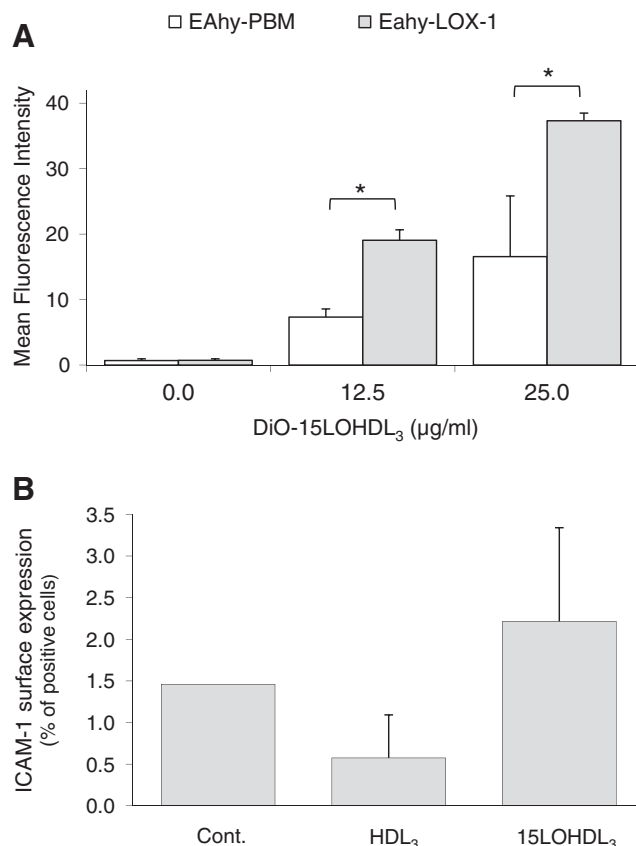 A
EAhy-PBM Eahy-LOX-1
Mean Fluorescence Intensity
40
30
20
10
0
*
*
0.0 12.5 25.0
DiO-15LOHDL₃ (µg/ml)
B
ICAM-1 surface expression
(% of positive cells)
3.5
3.0
2.5
2.0
1.5
1.0
0.5
0.0
Cont. HDL₃ 15LOHDL₃